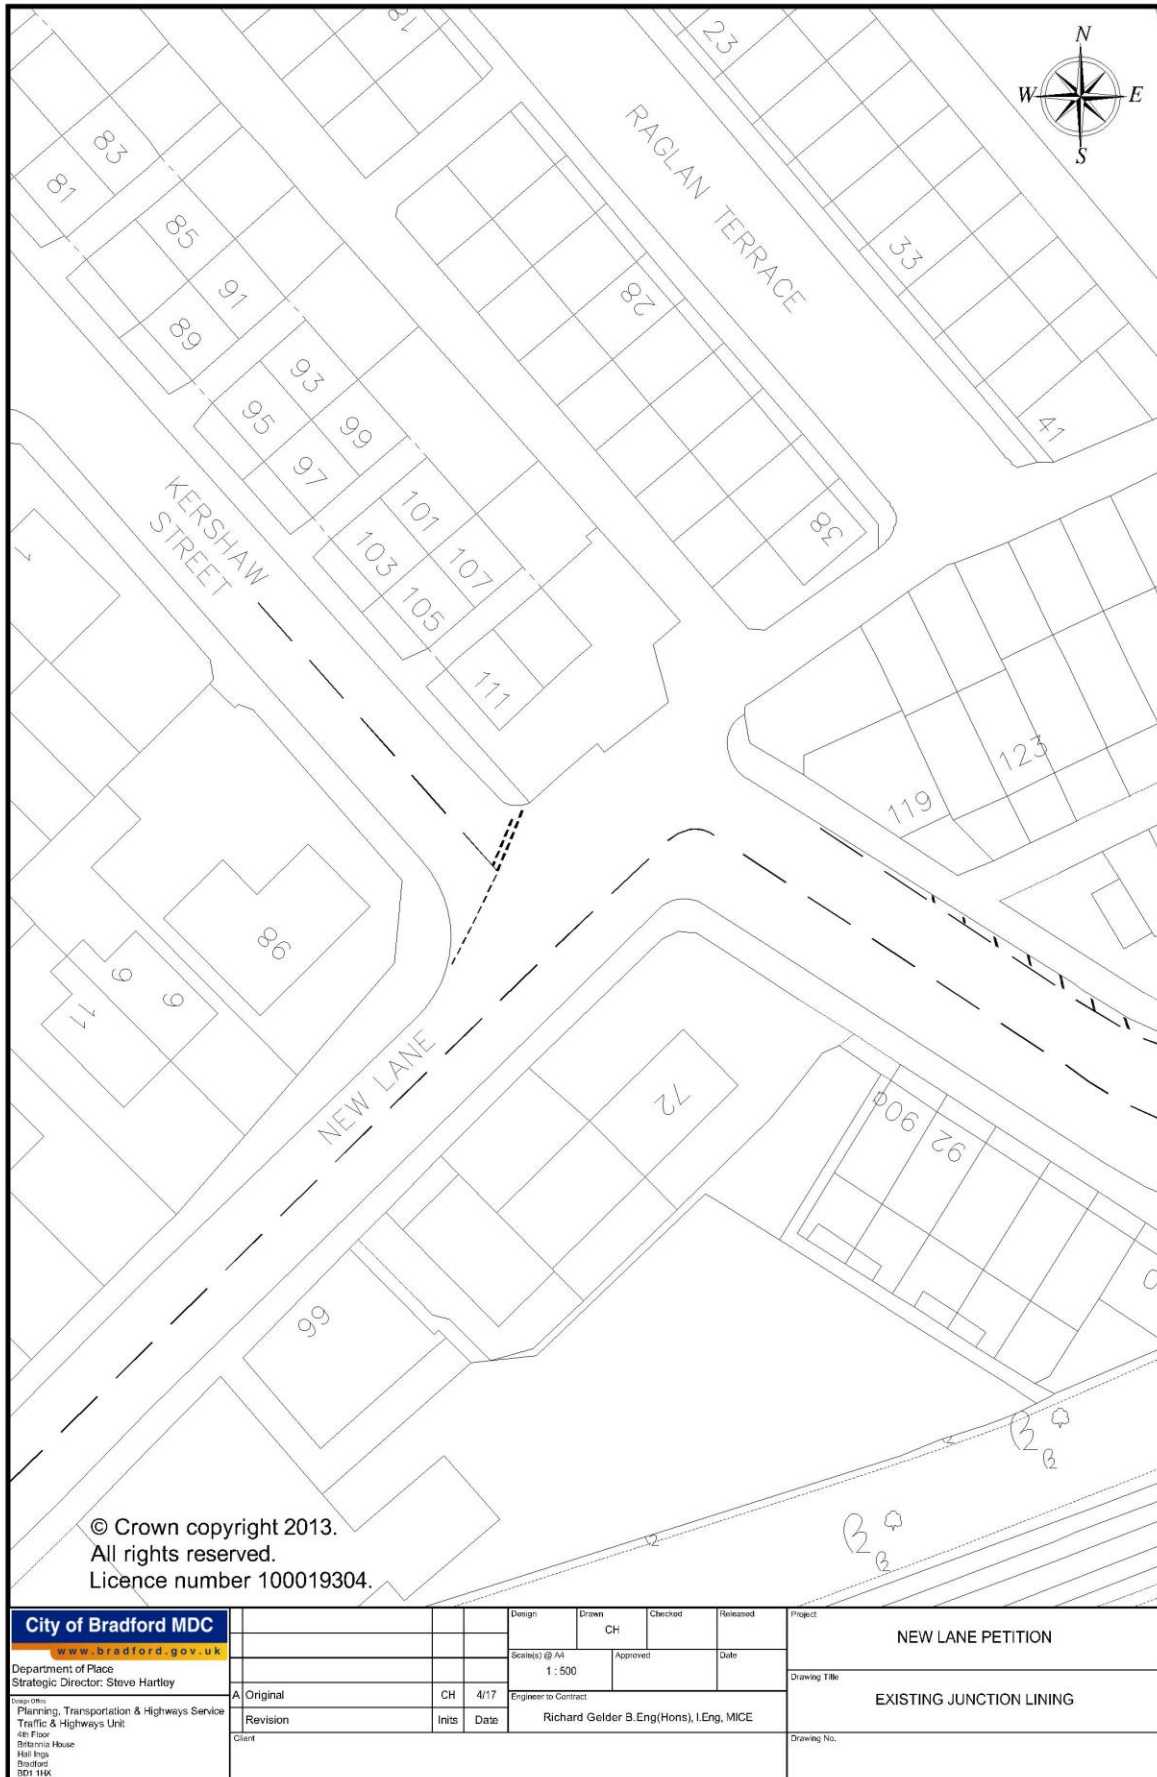 N
W E
S
18
23
RAGLAN TERRACE
83
81
85
91
89
33
28
93
95
99
97
41
101
103
107
105
38
KERSHAW
STREET
111
123
119
86
9
9
11
NEW LANE
72
90a
92
66
© Crown copyright 2013.
All rights reserved.
Licence number 100019304.
City of Bradford MDC
www.bradford.gov.uk
Department of Place
Strategic Director: Steve Hartley
Design Office
Planning, Transportation & Highways Service
Traffic & Highways Unit
4th Floor
Britannia House
Hall Ings
Bradford
BD1 1HX
A Original CH 4/17
Revision Inits Date
Client
Design Drawn Checked Released
CH
Scale(s) @ A4 Approved Date
1 : 500
Engineer to Contract
Richard Gelder B.Eng(Hons), I.Eng, MICE
Project
NEW LANE PETITION
Drawing Title
EXISTING JUNCTION LINING
Drawing No.